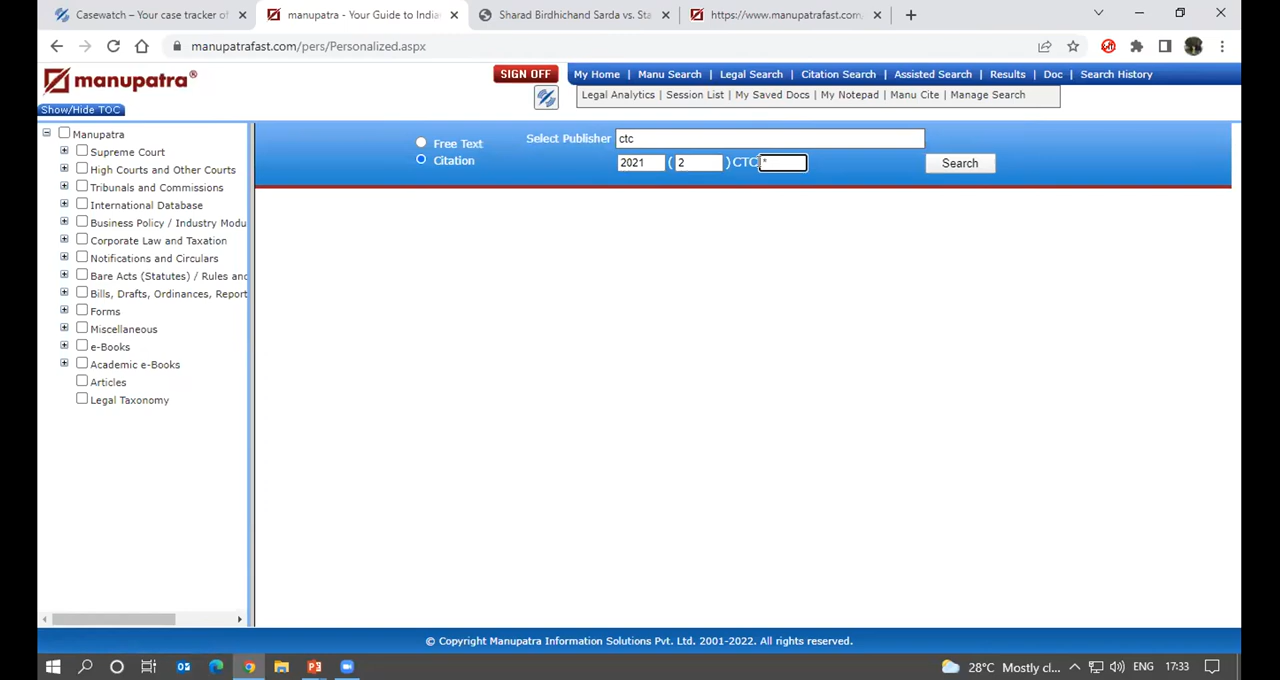 Casewatch – Your case tracker of
manupatra - Your Guide to India
Sharad Birdhichand Sarda vs. Sta
https://www.manupatrafast.com
manupatrafast.com/pers/Personalized.aspx
manupatra®
SIGN OFF
My Home | Manu Search | Legal Search | Citation Search | Assisted Search | Results | Doc | Search History
Legal Analytics | Session List | My Saved Docs | My Notepad | Manu Cite | Manage Search
Show/Hide TOC
Manupatra
Supreme Court
High Courts and Other Courts
Tribunals and Commissions
International Database
Business Policy / Industry Modu
Corporate Law and Taxation
Notifications and Circulars
Bare Acts (Statutes) / Rules and
Bills, Drafts, Ordinances, Report
Forms
Miscellaneous
e-Books
Academic e-Books
Articles
Legal Taxonomy
Free Text
Citation
Select Publisher ctc
2021 ( 2 ) CTC *
Search
© Copyright Manupatra Information Solutions Pvt. Ltd. 2001-2022. All rights reserved.
28°C Mostly cl... ENG 17:33